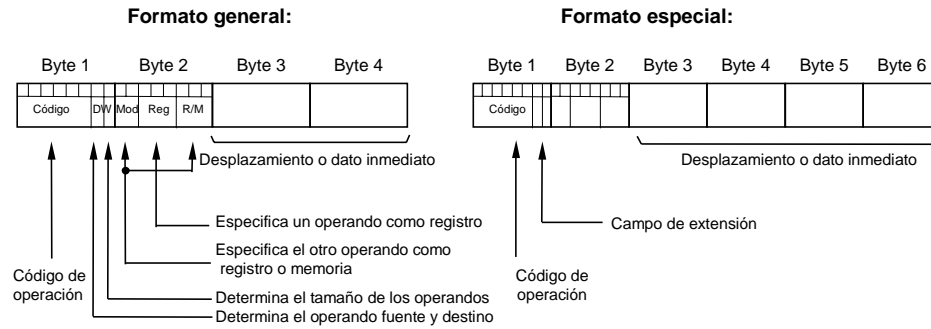 Formato general:
Formato especial:
Byte 1 Byte 2 Byte 3 Byte 4
Byte 1 Byte 2 Byte 3 Byte 4 Byte 5 Byte 6
Código D W Mod Reg R/M
Código
Desplazamiento o dato inmediato
Desplazamiento o dato inmediato
Especifica un operando como registro
Campo de extensión
Especifica el otro operando como
registro o memoria
Código de
operación
Código de
operación
Determina el tamaño de los operandos
Determina el operando fuente y destino